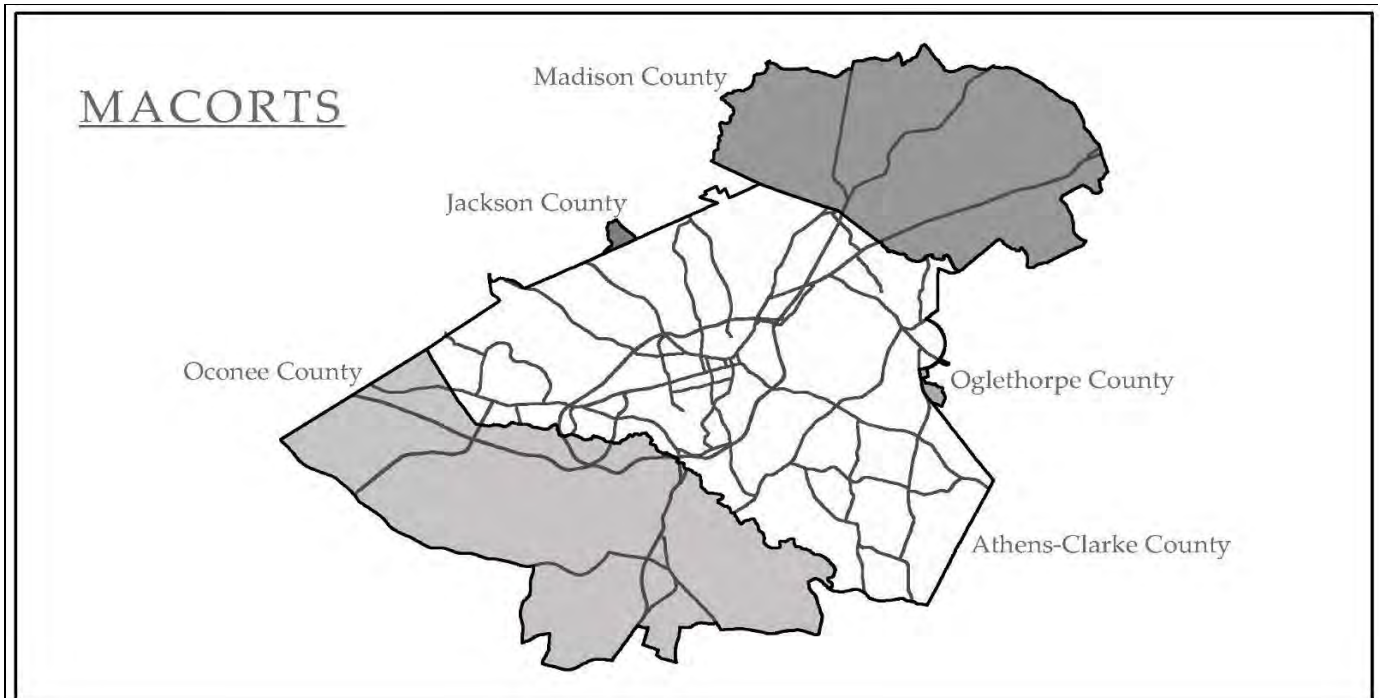 MACORTS
Madison County
Jackson County
Oconee County
Oglethorpe County
Athens-Clarke County